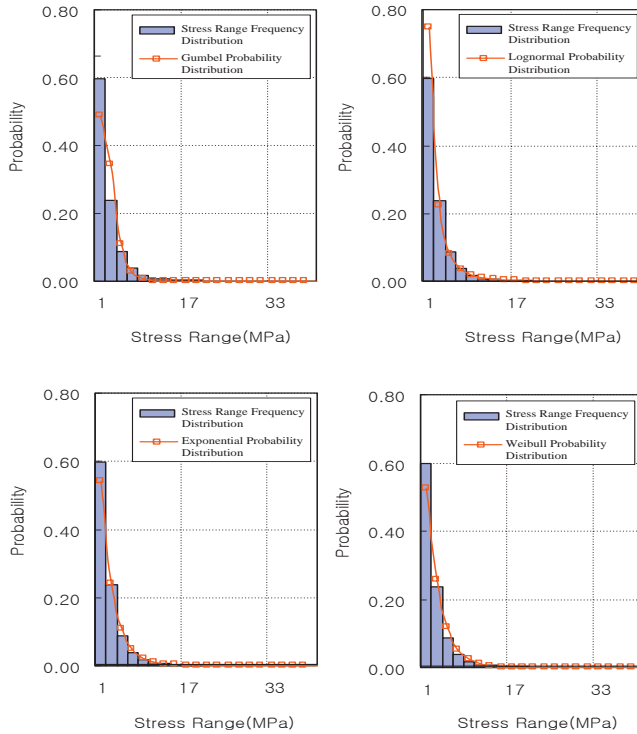 Stress Range Frequency
Distribution
Gumbel Probability
Distribution
0.80
0.60
0.40
0.20
0.00
Probability
1 17 33
Stress Range(MPa)
Stress Range Frequency
Distribution
Lognormal Probability
Distribution
0.80
0.60
0.40
0.20
0.00
Probability
1 17 33
Stress Range(MPa)
Stress Range Frequency
Distribution
Exponential Probability
Distribution
0.80
0.60
0.40
0.20
0.00
Probability
1 17 33
Stress Range(MPa)
Stress Range Frequency
Distribution
Weibull Probability
Distribution
0.80
0.60
0.40
0.20
0.00
Probability
1 17 33
Stress Range(MPa)